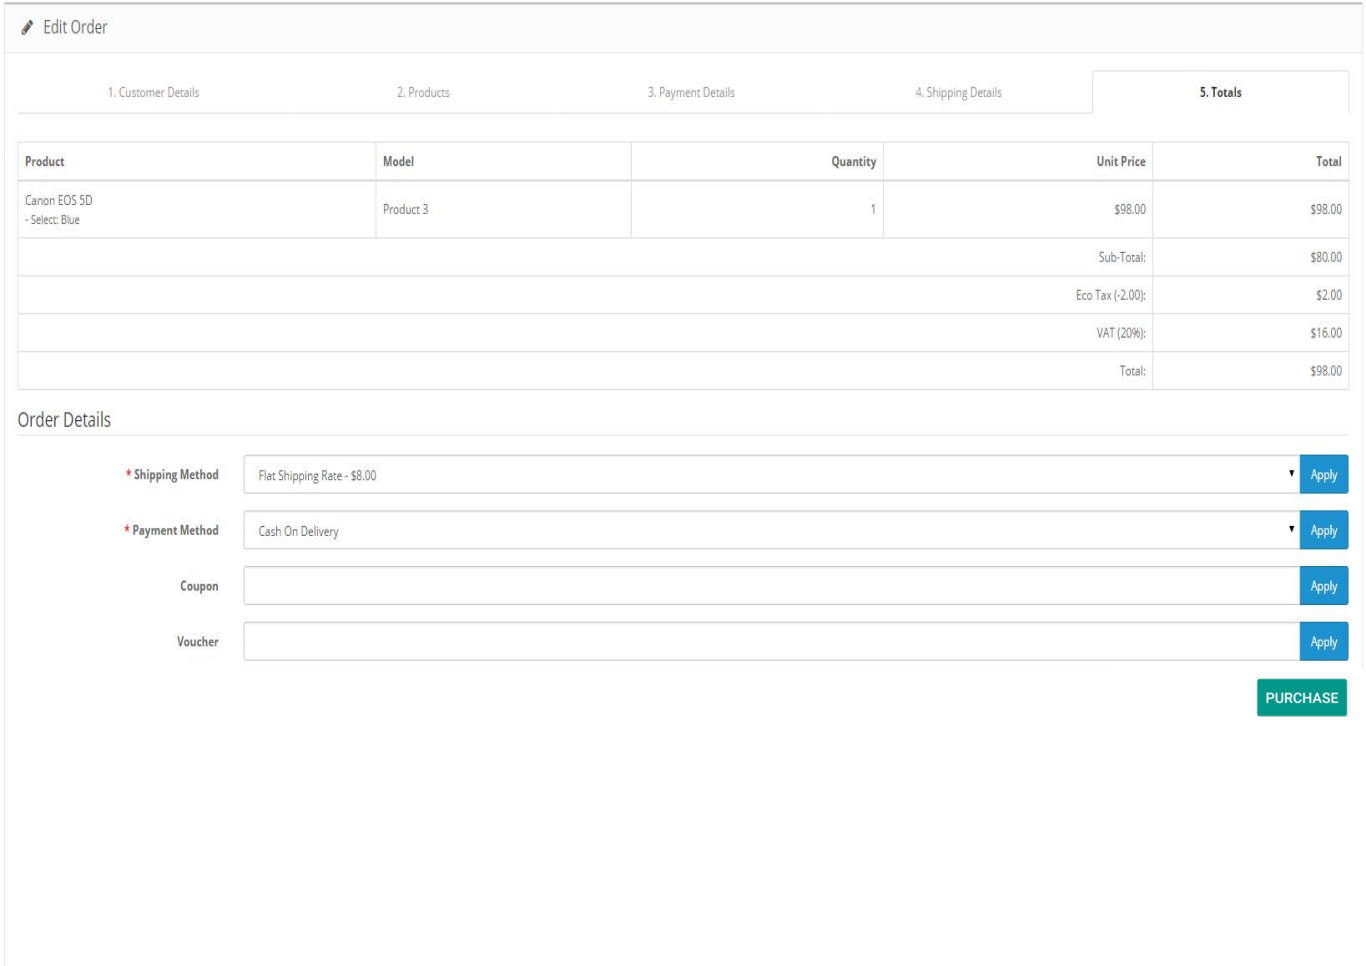 Edit Order
1. Customer Details 2. Products 3. Payment Details 4. Shipping Details 5. Totals
Product Model Quantity Unit Price Total
Canon EOS 5D
- Select: Blue
Product 3 1 $98.00 $98.00
Sub-Total: $80.00
Eco Tax (-2.00): $2.00
VAT (20%): $16.00
Total: $98.00
Order Details
* Shipping Method Flat Shipping Rate - $8.00 Apply
* Payment Method Cash On Delivery Apply
Coupon Apply
Voucher Apply
PURCHASE